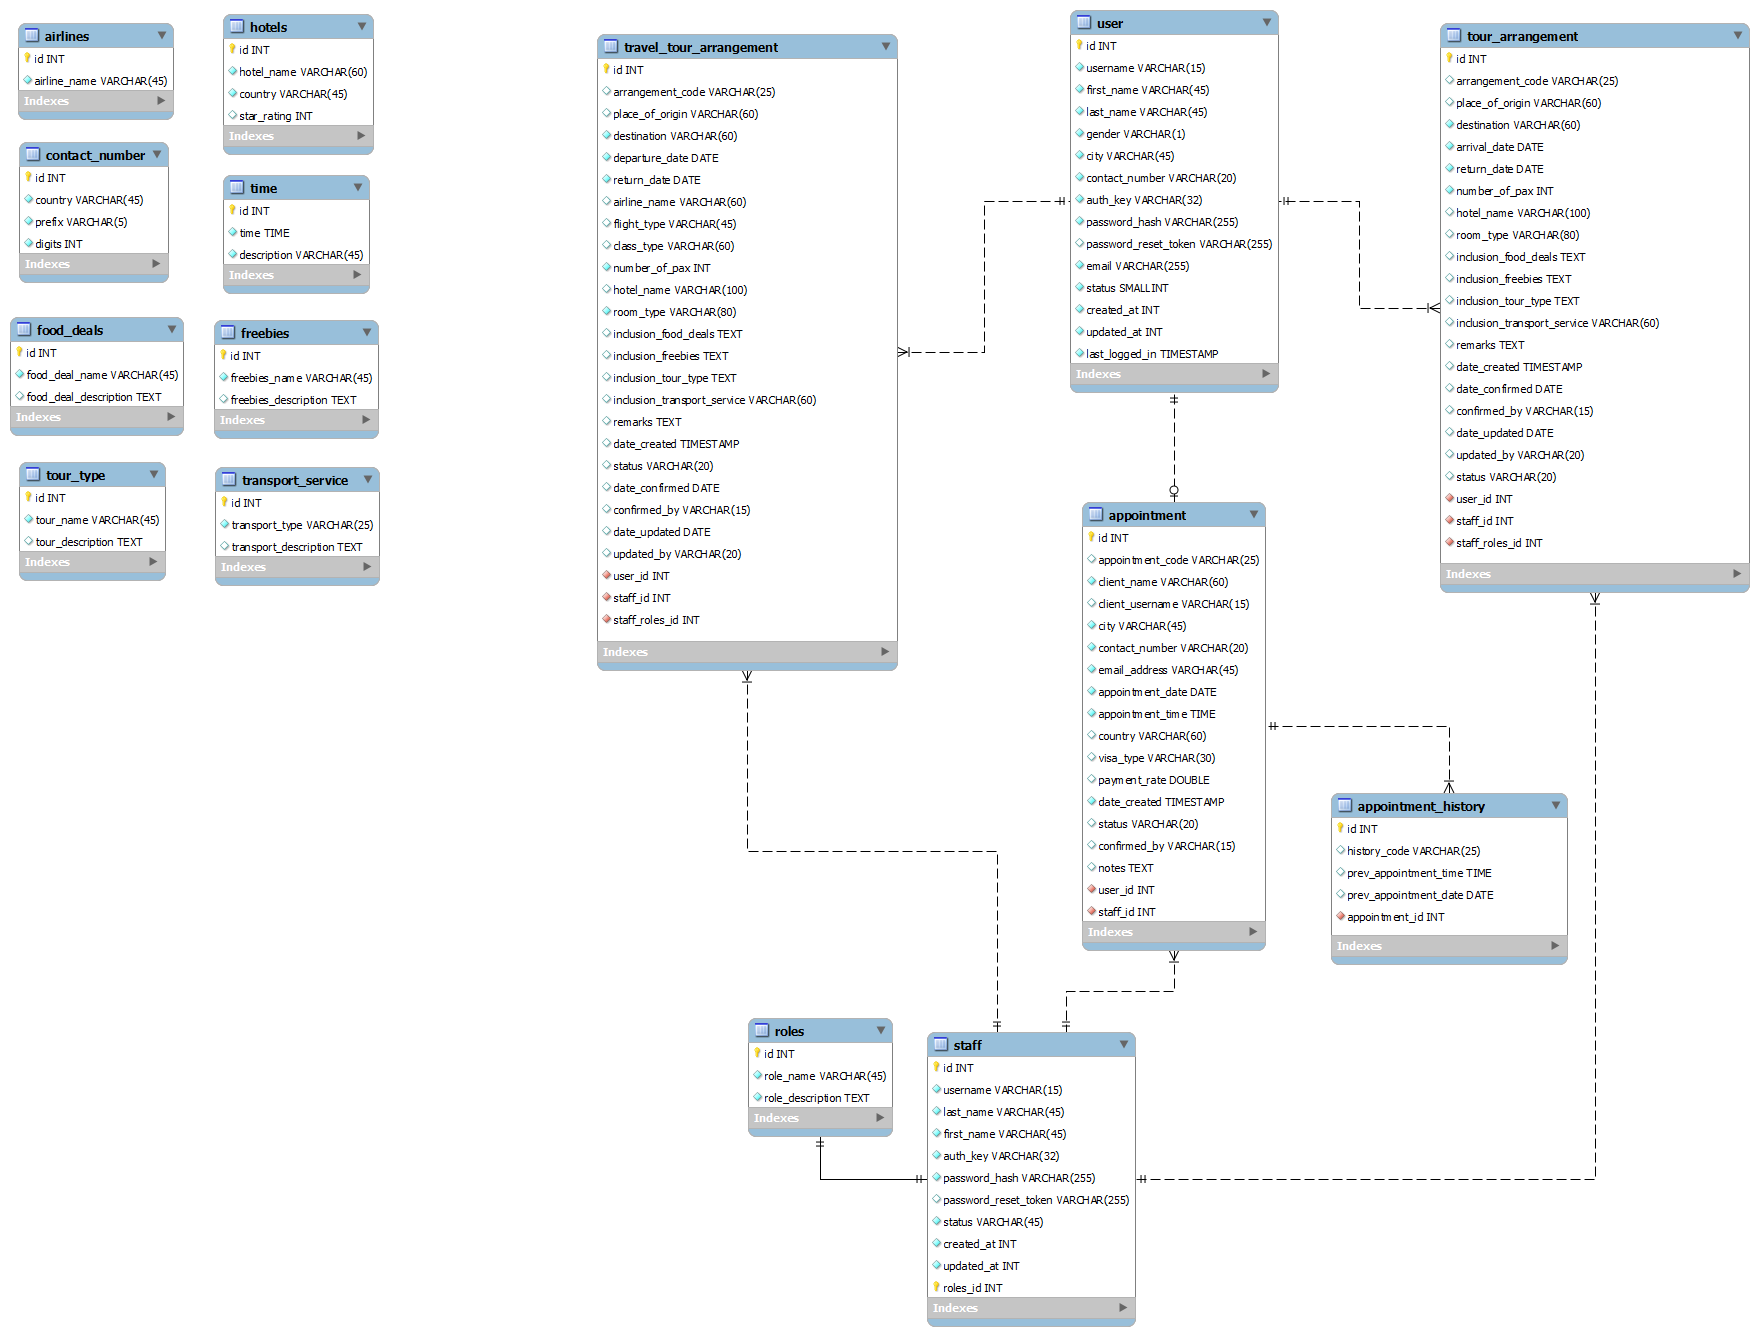 airlines
id INT
airline_name VARCHAR(45)
Indexes
hotels
id INT
hotel_name VARCHAR(60)
country VARCHAR(45)
star_rating INT
Indexes
contact_number
id INT
country VARCHAR(45)
prefix VARCHAR(5)
digits INT
Indexes
time
id INT
time TIME
description VARCHAR(45)
Indexes
food_deals
id INT
food_deal_name VARCHAR(45)
food_deal_description TEXT
Indexes
freebies
id INT
freebies_name VARCHAR(45)
freebies_description TEXT
Indexes
tour_type
id INT
tour_name VARCHAR(45)
tour_description TEXT
Indexes
transport_service
id INT
transport_type VARCHAR(25)
transport_description TEXT
Indexes
travel_tour_arrangement
id INT
arrangement_code VARCHAR(25)
place_of_origin VARCHAR(60)
destination VARCHAR(60)
departure_date DATE
return_date DATE
airline_name VARCHAR(60)
flight_type VARCHAR(45)
class_type VARCHAR(60)
number_of_pax INT
hotel_name VARCHAR(100)
room_type VARCHAR(80)
inclusion_food_deals TEXT
inclusion_freebies TEXT
inclusion_tour_type TEXT
inclusion_transport_service VARCHAR(60)
remarks TEXT
date_created TIMESTAMP
status VARCHAR(20)
date_confirmed DATE
confirmed_by VARCHAR(15)
date_updated DATE
updated_by VARCHAR(20)
user_id INT
staff_id INT
staff_roles_id INT
Indexes
user
id INT
username VARCHAR(15)
first_name VARCHAR(45)
last_name VARCHAR(45)
gender VARCHAR(1)
city VARCHAR(45)
contact_number VARCHAR(20)
auth_key VARCHAR(32)
password_hash VARCHAR(255)
password_reset_token VARCHAR(255)
email VARCHAR(255)
status SMALLINT
created_at INT
updated_at INT
last_logged_in TIMESTAMP
Indexes
tour_arrangement
id INT
arrangement_code VARCHAR(25)
place_of_origin VARCHAR(60)
destination VARCHAR(60)
arrival_date DATE
return_date DATE
number_of_pax INT
hotel_name VARCHAR(100)
room_type VARCHAR(80)
inclusion_food_deals TEXT
inclusion_freebies TEXT
inclusion_tour_type TEXT
inclusion_transport_service VARCHAR(60)
remarks TEXT
date_created TIMESTAMP
date_confirmed DATE
confirmed_by VARCHAR(15)
date_updated DATE
updated_by VARCHAR(20)
status VARCHAR(20)
user_id INT
staff_id INT
staff_roles_id INT
Indexes
appointment
id INT
appointment_code VARCHAR(25)
client_name VARCHAR(60)
client_username VARCHAR(15)
city VARCHAR(45)
contact_number VARCHAR(20)
email_address VARCHAR(45)
appointment_date DATE
appointment_time TIME
country VARCHAR(60)
visa_type VARCHAR(30)
payment_rate DOUBLE
date_created TIMESTAMP
status VARCHAR(20)
confirmed_by VARCHAR(15)
notes TEXT
user_id INT
staff_id INT
Indexes
appointment_history
id INT
history_code VARCHAR(25)
prev_appointment_time TIME
prev_appointment_date DATE
appointment_id INT
Indexes
roles
id INT
role_name VARCHAR(45)
role_description TEXT
Indexes
staff
id INT
username VARCHAR(15)
last_name VARCHAR(45)
first_name VARCHAR(45)
auth_key VARCHAR(32)
password_hash VARCHAR(255)
password_reset_token VARCHAR(255)
status VARCHAR(45)
created_at INT
updated_at INT
roles_id INT
Indexes